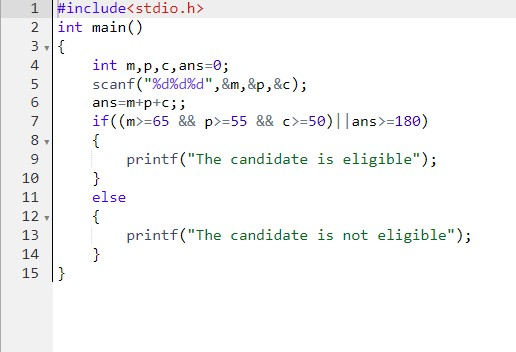 1 #include<stdio.h>
2 int main()
3 {
4     int m,p,c,ans=0;
5     scanf("%d%d%d",&m,&p,&c);
6     ans=m+p+c;;
7     if((m>=65 && p>=55 && c>=50)||ans>=180)
8     {
9         printf("The candidate is eligible");
10     }
11     else
12     {
13         printf("The candidate is not eligible");
14     }
15 }